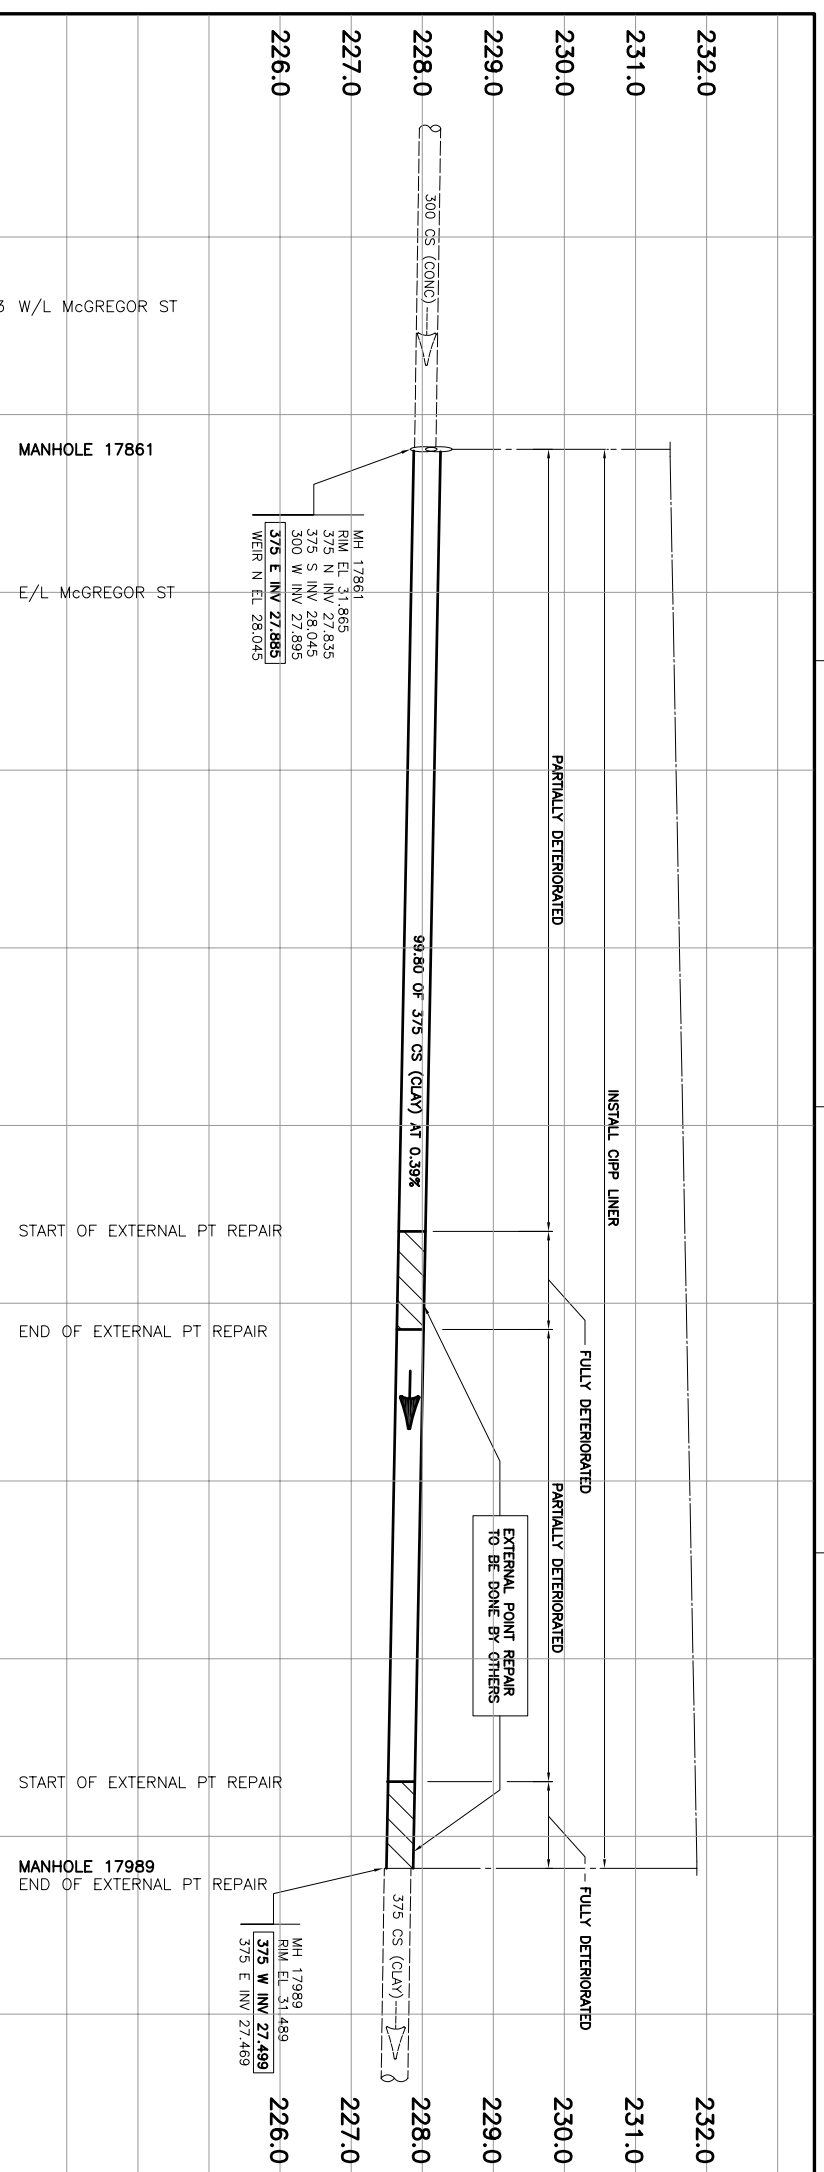 232.0
231.0
230.0
229.0
228.0
227.0
226.0
300 CS (CONC)
W/L McGREGOR ST
MANHOLE 17861
MH 17861
RIM EL 31.865
375 N INV 27.835
375 S INV 28.045
300 W INV 27.895
375 E INV 27.885
WEIR N EL 28.045
E/L McGREGOR ST
PARTIALLY DETERIORATED
99.80 OF 375 CS (CLAY) AT 0.39%
INSTALL CIPP LINER
START OF EXTERNAL PT REPAIR
END OF EXTERNAL PT REPAIR
FULLY DETERIORATED
PARTIALLY DETERIORATED
EXTERNAL POINT REPAIR
TO BE DONE BY OTHERS
START OF EXTERNAL PT REPAIR
MANHOLE 17989
END OF EXTERNAL PT REPAIR
FULLY DETERIORATED
375 CS (CLAY)
MH 17989
RIM EL 31.489
375 W INV 27.499
375 E INV 27.469
232.0
231.0
230.0
229.0
228.0
227.0
226.0